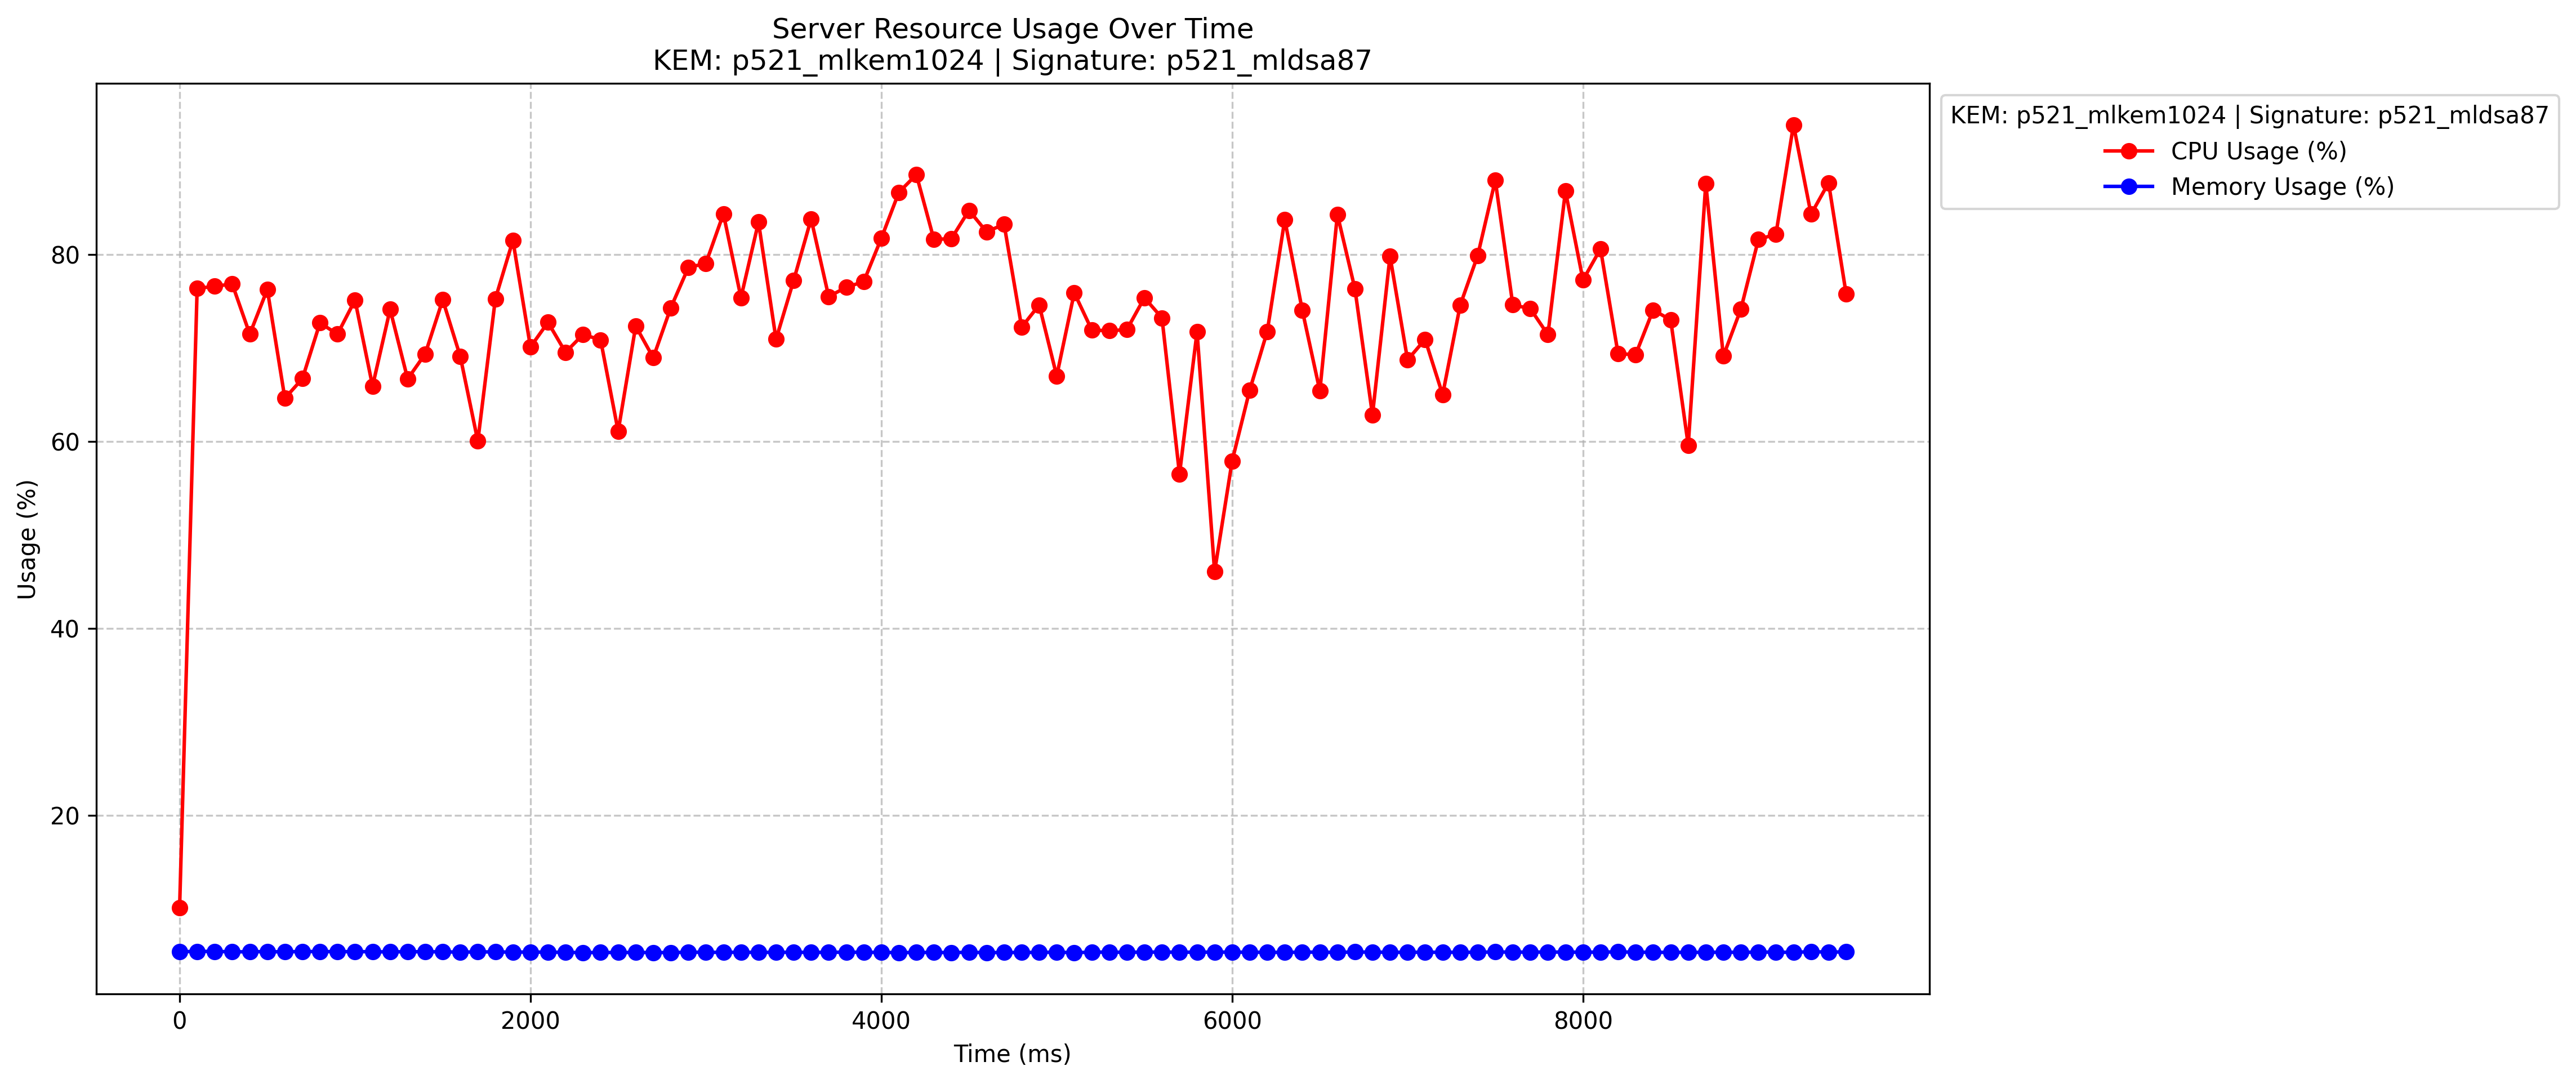 Server Resource Usage Over Time
KEM: p521_mlkem1024 | Signature: p521_mldsa87
KEM: p521_mlkem1024 | Signature: p521_mldsa87
CPU Usage (%)
Memory Usage (%)
Usage (%)
80
60
40
20
0 2000 4000 6000 8000
Time (ms)